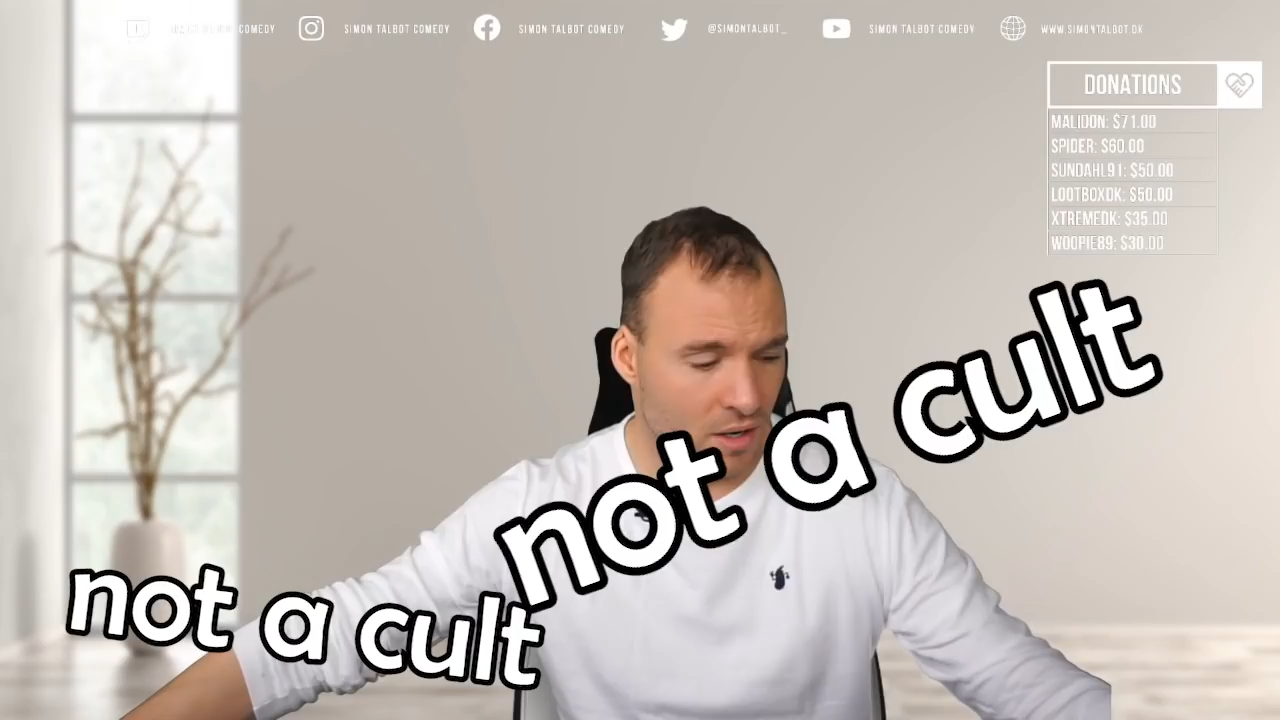 SIMON TALBOT COMEDY
SIMON TALBOT COMEDY
@SIMONTALBOT_
SIMON TALBOT COMEDY
WWW.SIMONTALBOT.DK
DONATIONS
MALIDON: $71.00
SPIDER: $60.00
SUNDAHL91: $50.00
LOOTBOXDK: $50.00
XTREMEDK: $35.00
WOOPIE89: $30.00
not a cult
not a cult